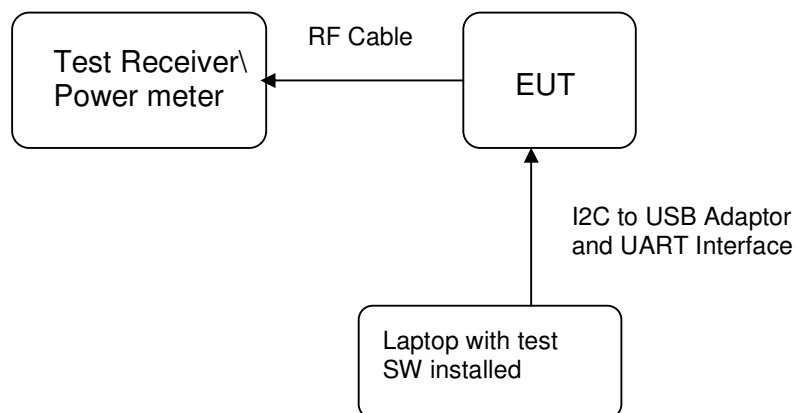 Test Receiver\
Power meter
RF Cable
EUT
I2C to USB Adaptor
and UART Interface
Laptop with test
SW installed